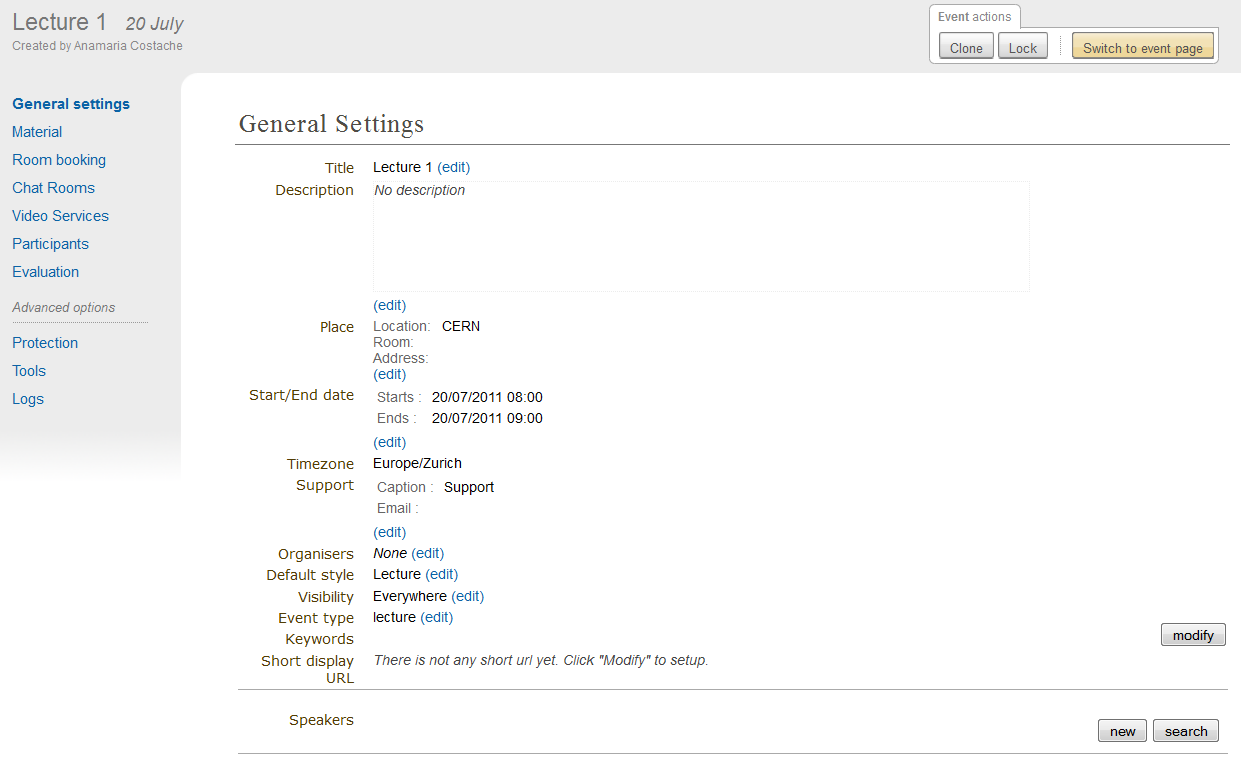 Lecture 1 20 July
Created by Anamaria Costache
Event actions
Clone Lock Switch to event page
General settings
Material
Room booking
Chat Rooms
Video Services
Participants
Evaluation
Advanced options
Protection
Tools
Logs
General Settings
Title Lecture 1 (edit)
Description No description
(edit)
Place Location: CERN
Room:
Address:
(edit)
Start/End date Starts : 20/07/2011 08:00
Ends : 20/07/2011 09:00
(edit)
Timezone Europe/Zurich
Support Caption : Support
Email :
(edit)
Organisers None (edit)
Default style Lecture (edit)
Visibility Everywhere (edit)
Event type lecture (edit)
Keywords modify
Short display There is not any short url yet. Click "Modify" to setup.
URL
Speakers new search